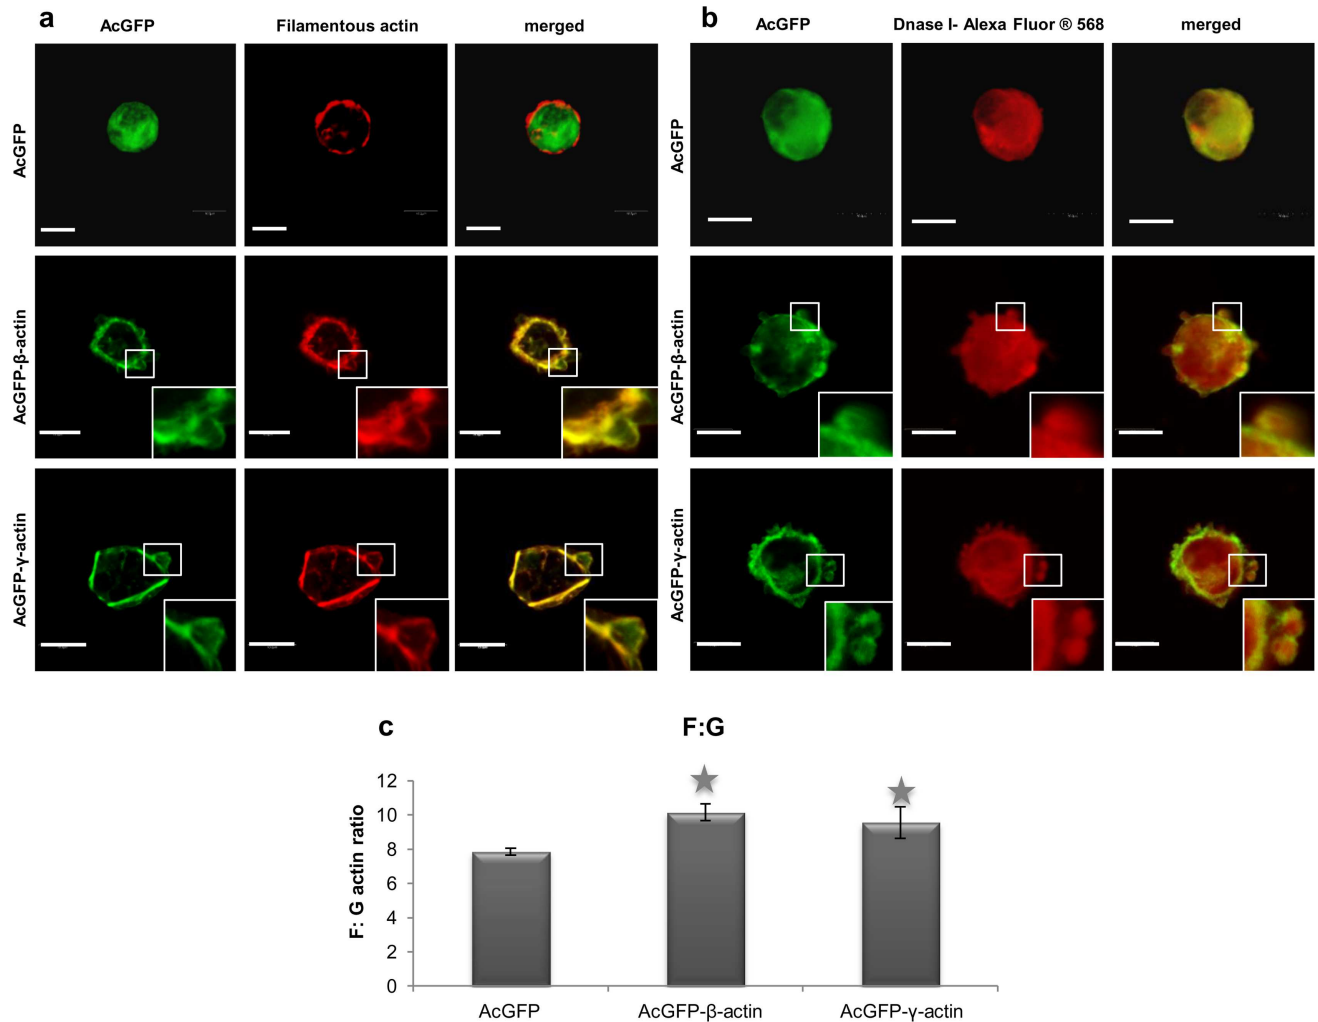 a
b
AcGFP
Filamentous actin
merged
AcGFP
Dnase I- Alexa Fluor ® 568
merged
AcGFP
AcGFP
AcGFP-β-actin
AcGFP-β-actin
AcGFP-γ-actin
AcGFP-γ-actin
c
F:G
F: G actin ratio
12
10
8
6
4
2
0
AcGFP
AcGFP-β-actin
AcGFP-γ-actin